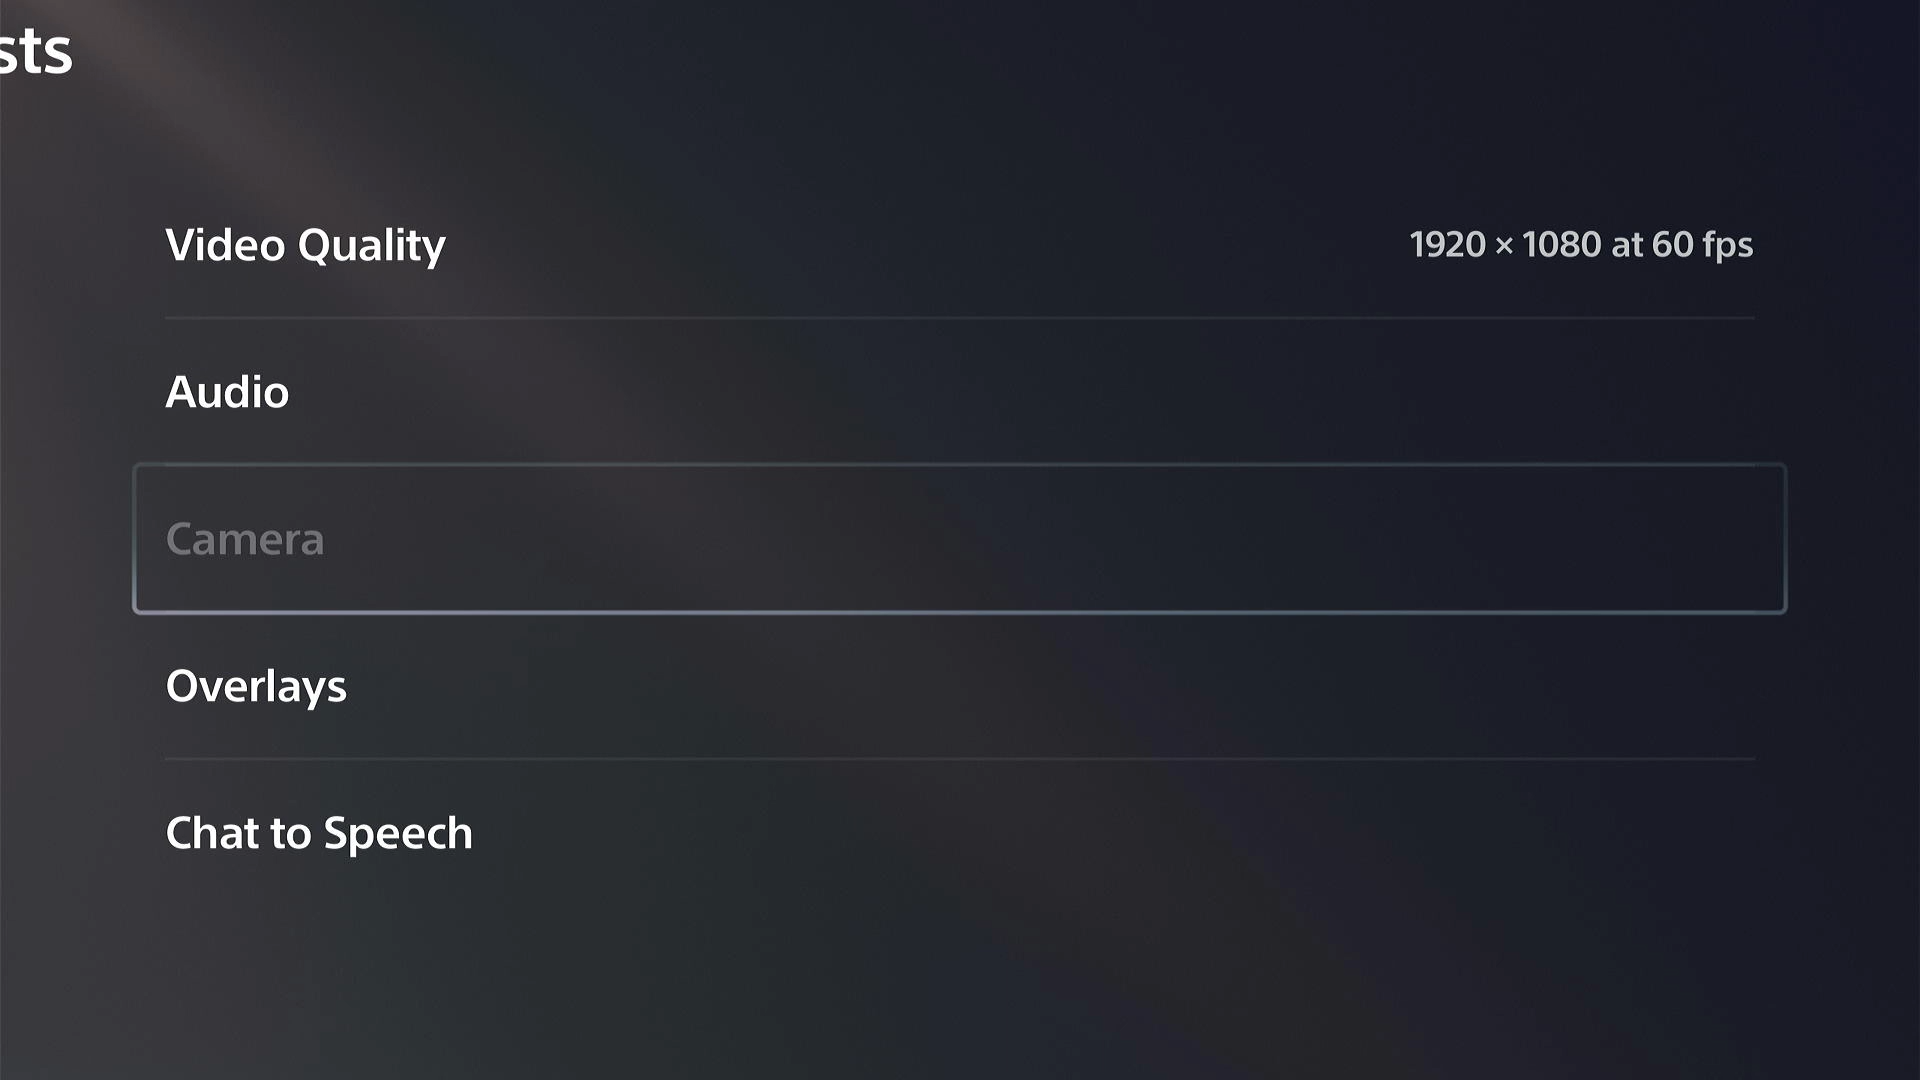 sts
Video Quality
1920 × 1080 at 60 fps
Audio
Camera
Overlays
Chat to Speech